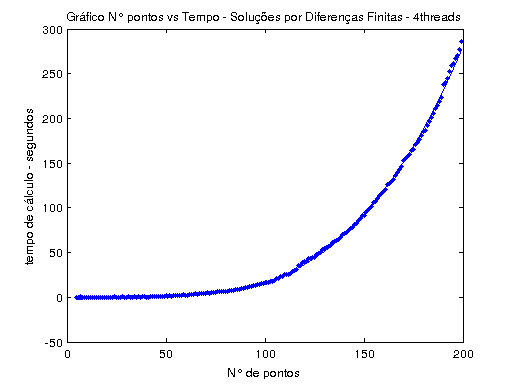 Gráfico N° pontos vs Tempo - Soluções por Diferenças Finitas - 4threads
300
250
200
150
100
50
0
-50
0 50 100 150 200
tempo de cálculo - segundos
N° de pontos